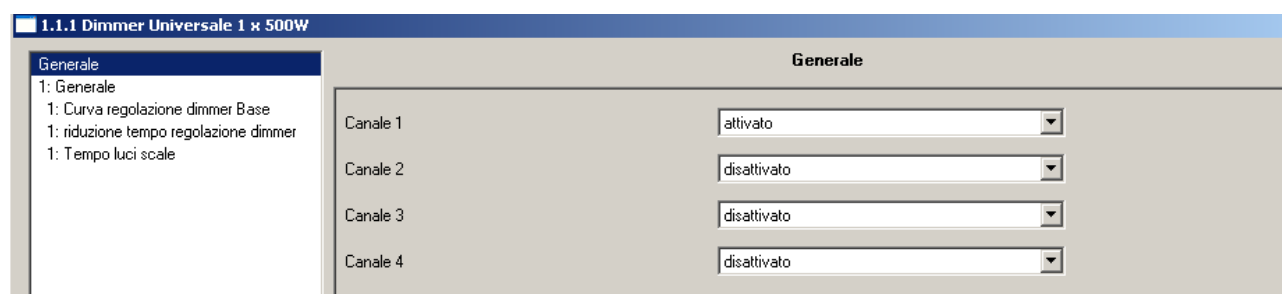 1.1.1 Dimmer Universale 1 x 500W
Generale
1: Generale
1: Curva regolazione dimmer Base
1: riduzione tempo regolazione dimmer
1: Tempo luci scale
Generale
Canale 1 attivato
Canale 2 disattivato
Canale 3 disattivato
Canale 4 disattivato